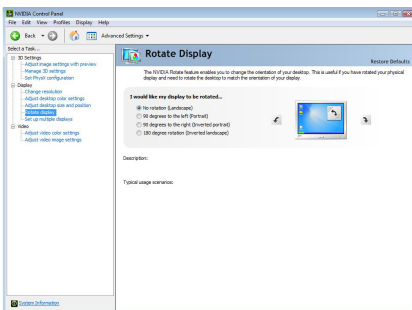 NVIDIA Control Panel
File Edit View Profiles Display Help
Back Advanced Settings
Select a Task...
3D Settings
Adjust image settings with preview
Manage 3D settings
Set PhysX configuration
Display
Change resolution
Adjust desktop color settings
Adjust desktop size and position
Rotate display
Set up multiple displays
Video
Adjust video color settings
Adjust video image settings
System Information
Rotate Display
Restore Defaults
The NVIDIA Rotate feature enables you to change the orientation of your desktop. This is useful if you have rotated your physical
display and need to rotate the desktop to match the orientation of your display.
I would like my display to be rotated...
No rotation (Landscape)
90 degrees to the left (Portrait)
90 degrees to the right (Inverted portrait)
180 degree rotation (Inverted landscape)
Description:
Typical usage scenarios: